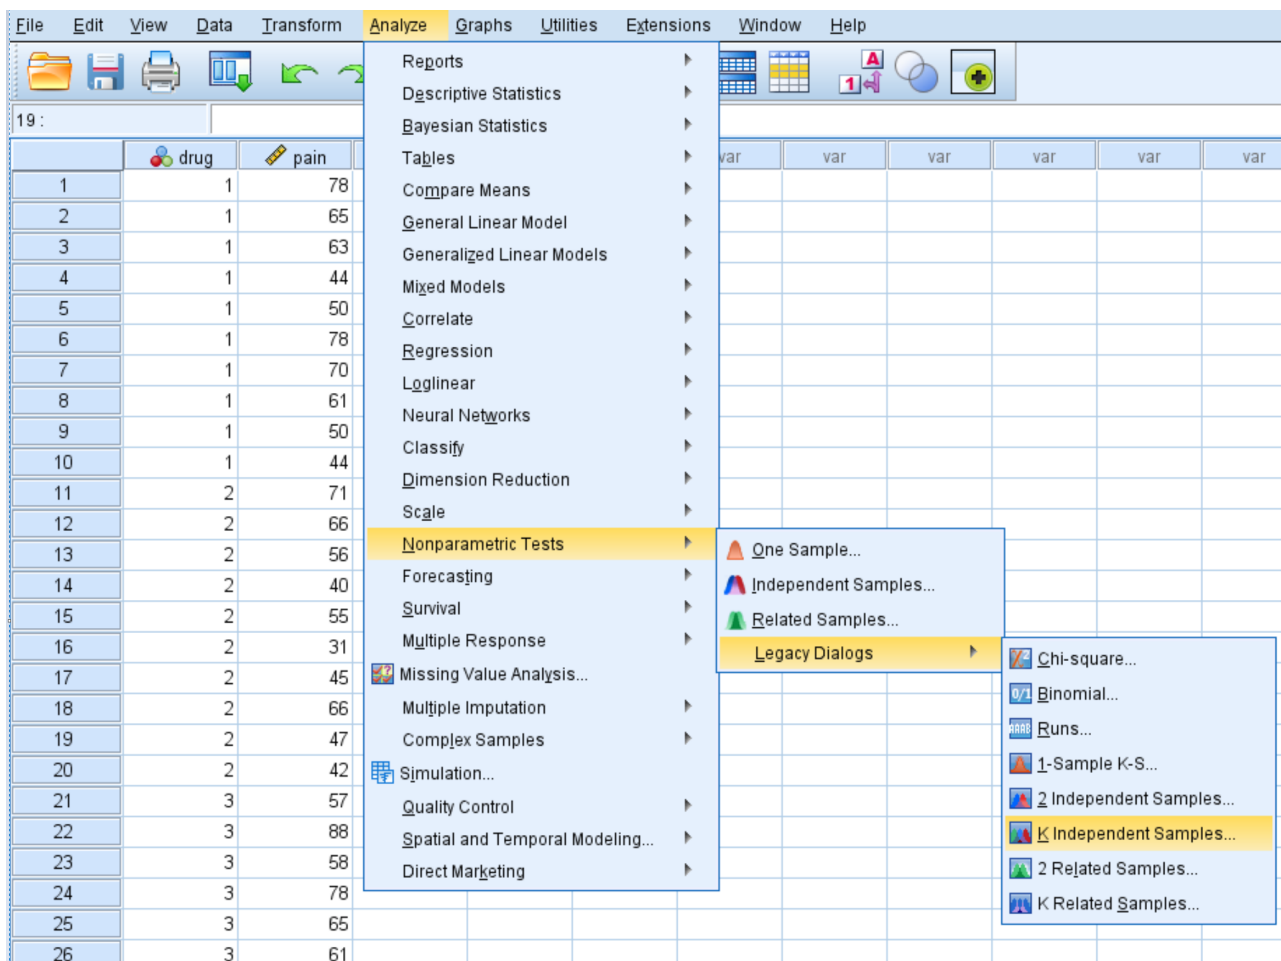 File Edit View Data Transform Analyze Graphs Utilities Extensions Window Help
A
1
19 :
drug pain var var var var var var
1 1 78
2 1 65
3 1 63
4 1 44
5 1 50
6 1 78
7 1 70
8 1 61
9 1 50
10 1 44
11 2 71
12 2 66
13 2 56
14 2 40
15 2 55
16 2 31
17 2 45
18 2 66
19 2 47
20 2 42
21 3 57
22 3 88
23 3 58
24 3 78
25 3 65
26 3 61
Reports
Descriptive Statistics
Bayesian Statistics
Tables
Compare Means
General Linear Model
Generalized Linear Models
Mixed Models
Correlate
Regression
Loglinear
Neural Networks
Classify
Dimension Reduction
Scale
Nonparametric Tests
Forecasting
Survival
Multiple Response
Missing Value Analysis...
Multiple Imputation
Complex Samples
Simulation...
Quality Control
Spatial and Temporal Modeling...
Direct Marketing
One Sample...
Independent Samples...
Related Samples...
Legacy Dialogs
Chi-square...
0/1 Binomial...
Runs...
1-Sample K-S...
2 Independent Samples...
K Independent Samples...
2 Related Samples...
K Related Samples...